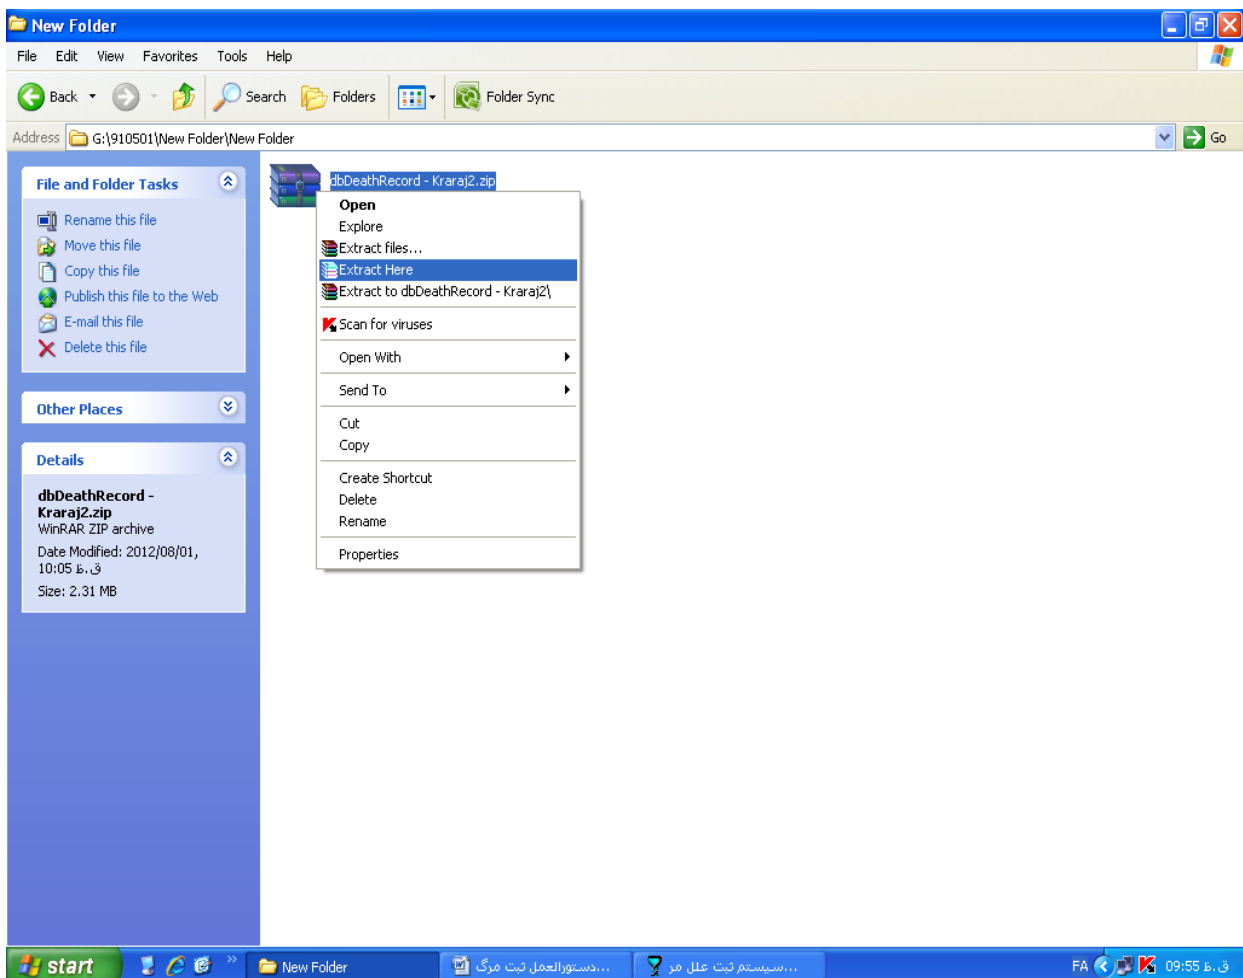 New Folder
File Edit View Favorites Tools Help
Back Search Folders Folder Sync
Address G:\910501\New Folder\New Folder Go
File and Folder Tasks
Rename this file
Move this file
Copy this file
Publish this file to the Web
E-mail this file
Delete this file
Other Places
Details
dbDeathRecord -
Kraraj2.zip
WinRAR ZIP archive
Date Modified: 2012/08/01,
10:05 ق.ظ
Size: 2.31 MB
dbDeathRecord - Kraraj2.zip
Open
Explore
Extract files...
Extract Here
Extract to dbDeathRecord - Kraraj2\
Scan for viruses
Open With
Send To
Cut
Copy
Create Shortcut
Delete
Rename
Properties
start New Folder دستورالعمل ثبت مرگ... سیستم ثبت علل مر... FA 09:55 ق.ظ